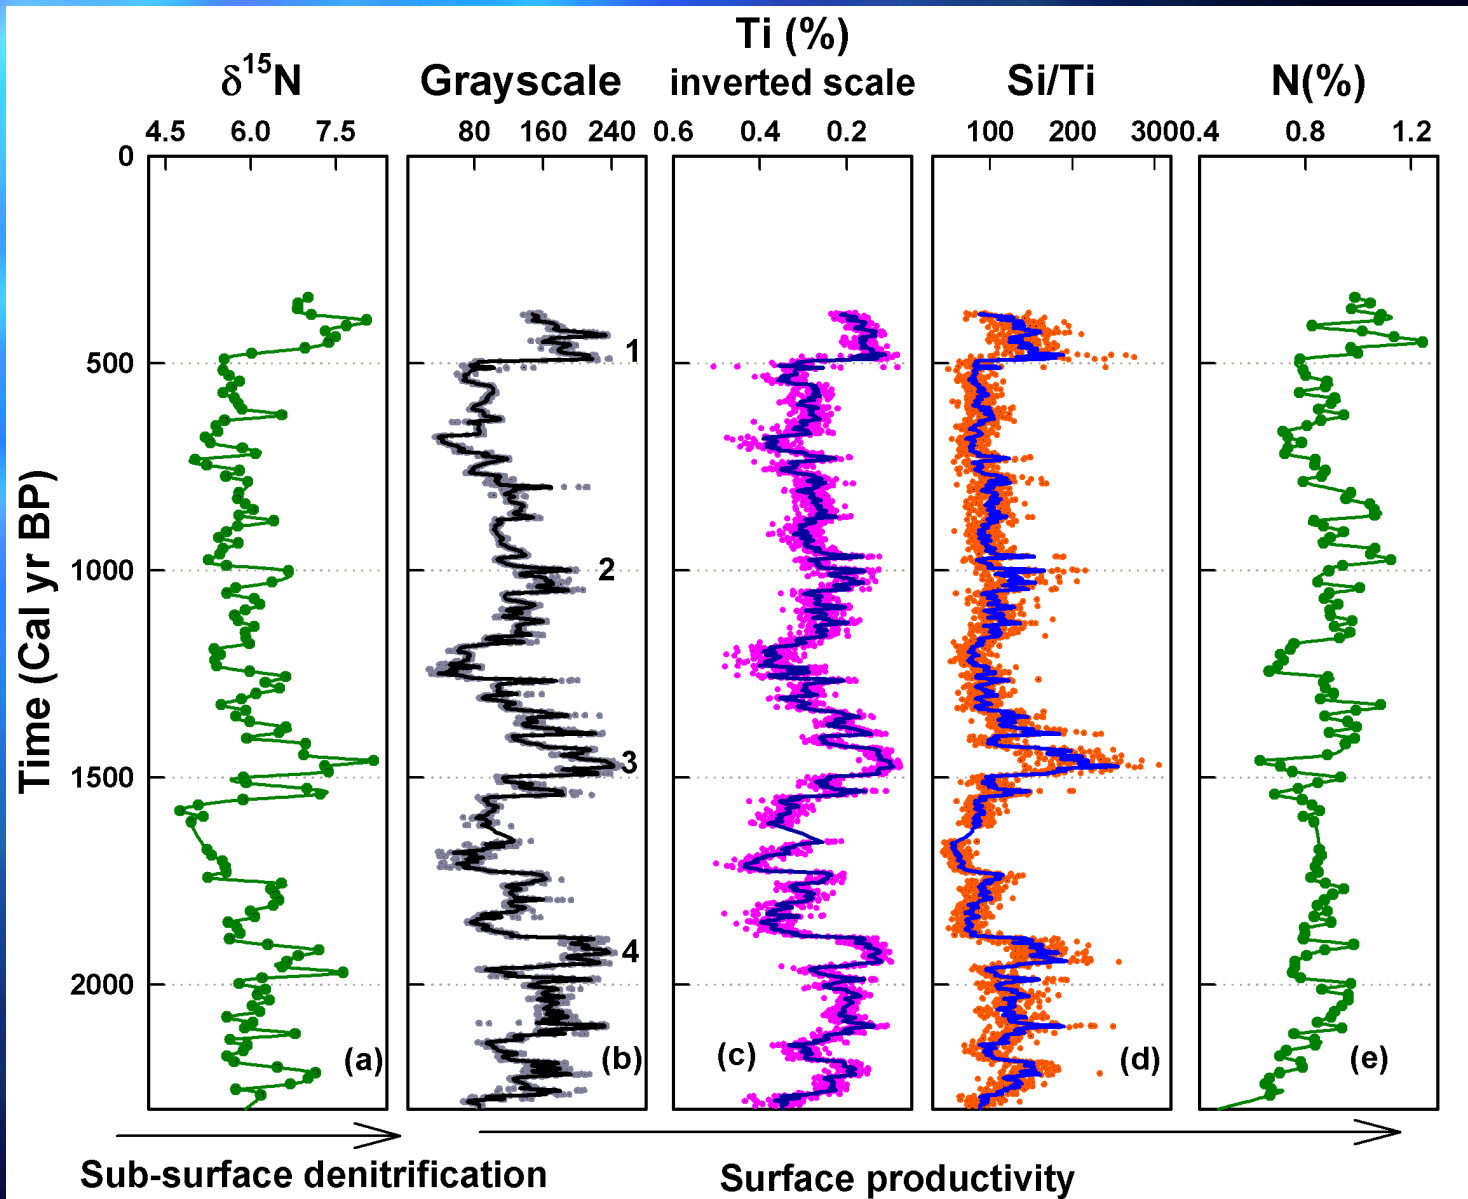 Ti (%)
δ15N Grayscale inverted scale Si/Ti N(%)
4.5 6.0 7.5 80 160 240 0.6 0.4 0.2 100 200 300 0.4 0.8 1.2
0
500
1000
1500
2000
Time (Cal yr BP)
1
2
3
4
(a) (b) (c) (d) (e)
Sub-surface denitrification Surface productivity